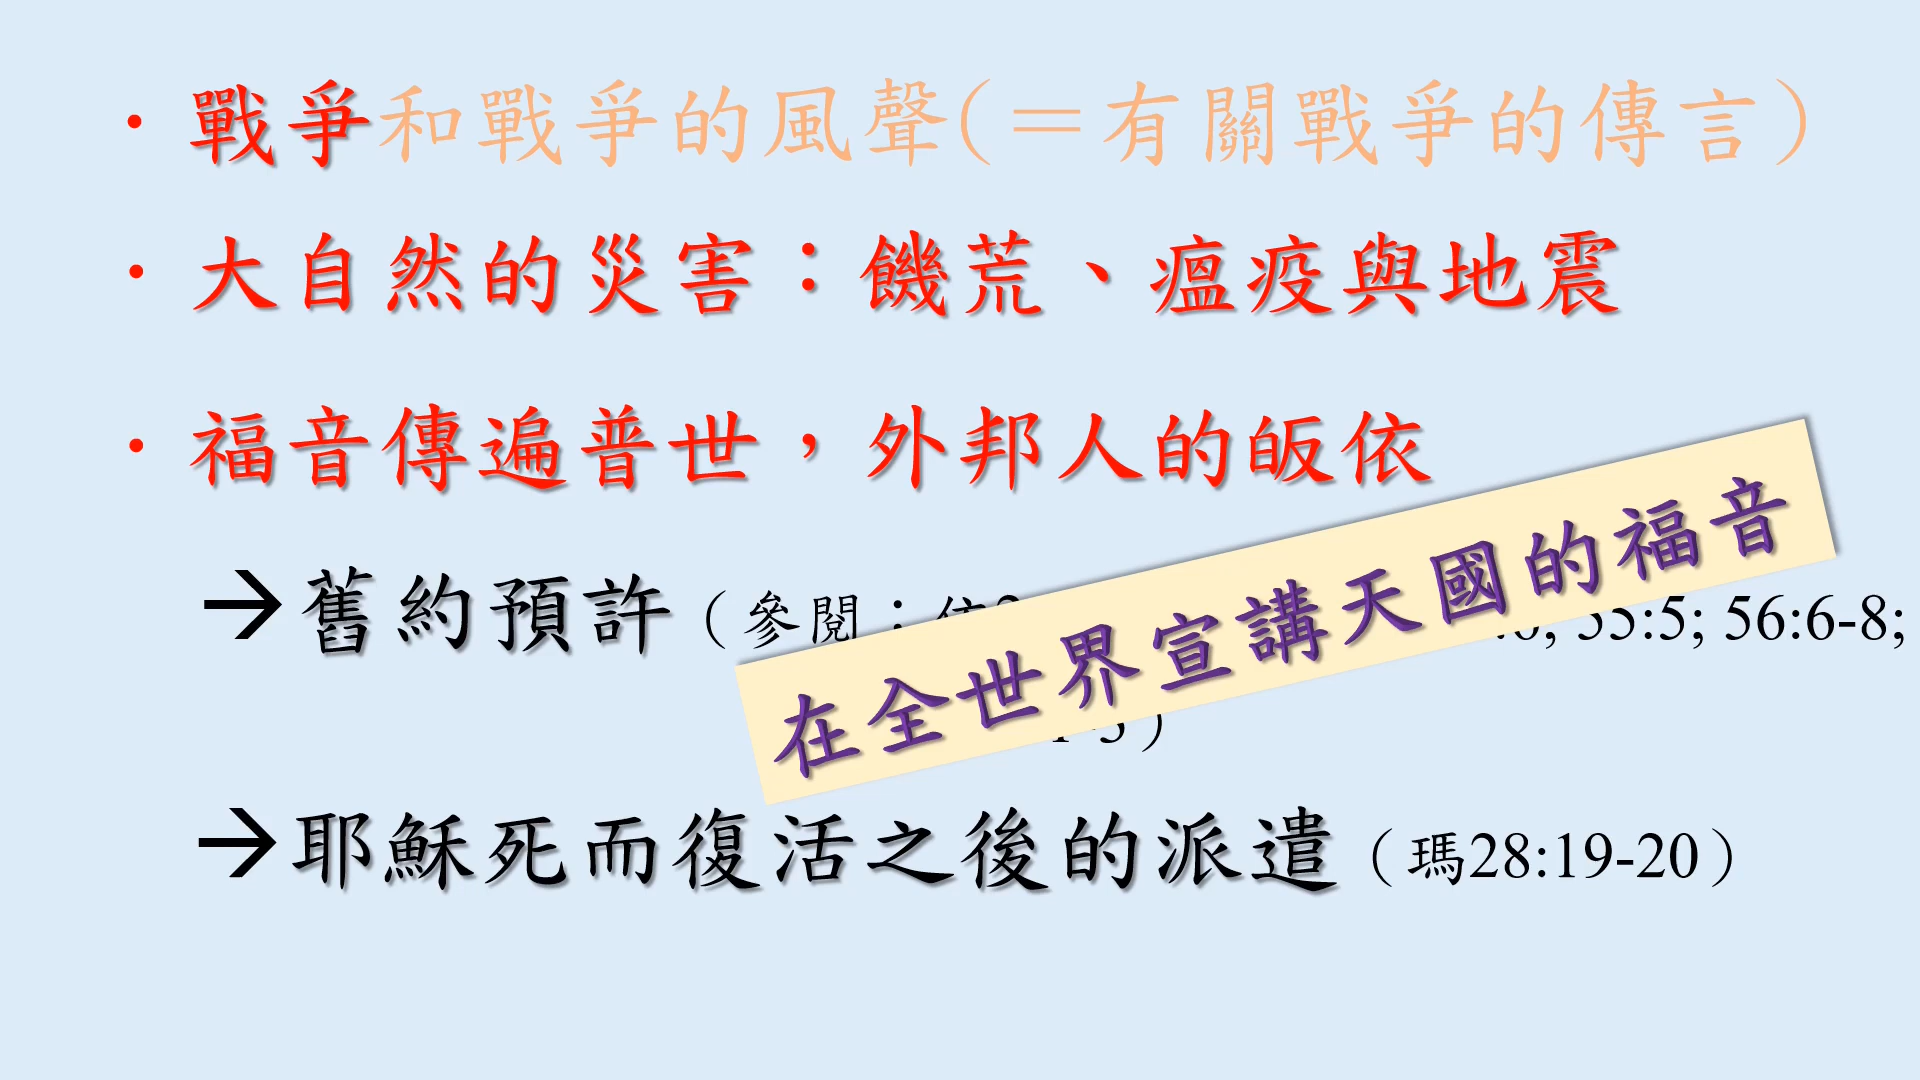 • 戰爭和戰爭的風聲(＝有關戰爭的傳言)
• 大自然的災害：饑荒、瘟疫與地震
• 福音傳遍普世，外邦人的皈依
→舊約預許（參閱： 55:5; 56:6-8;
）
在全世界宣講天國的福音
→耶穌死而復活之後的派遣（瑪28:19-20）